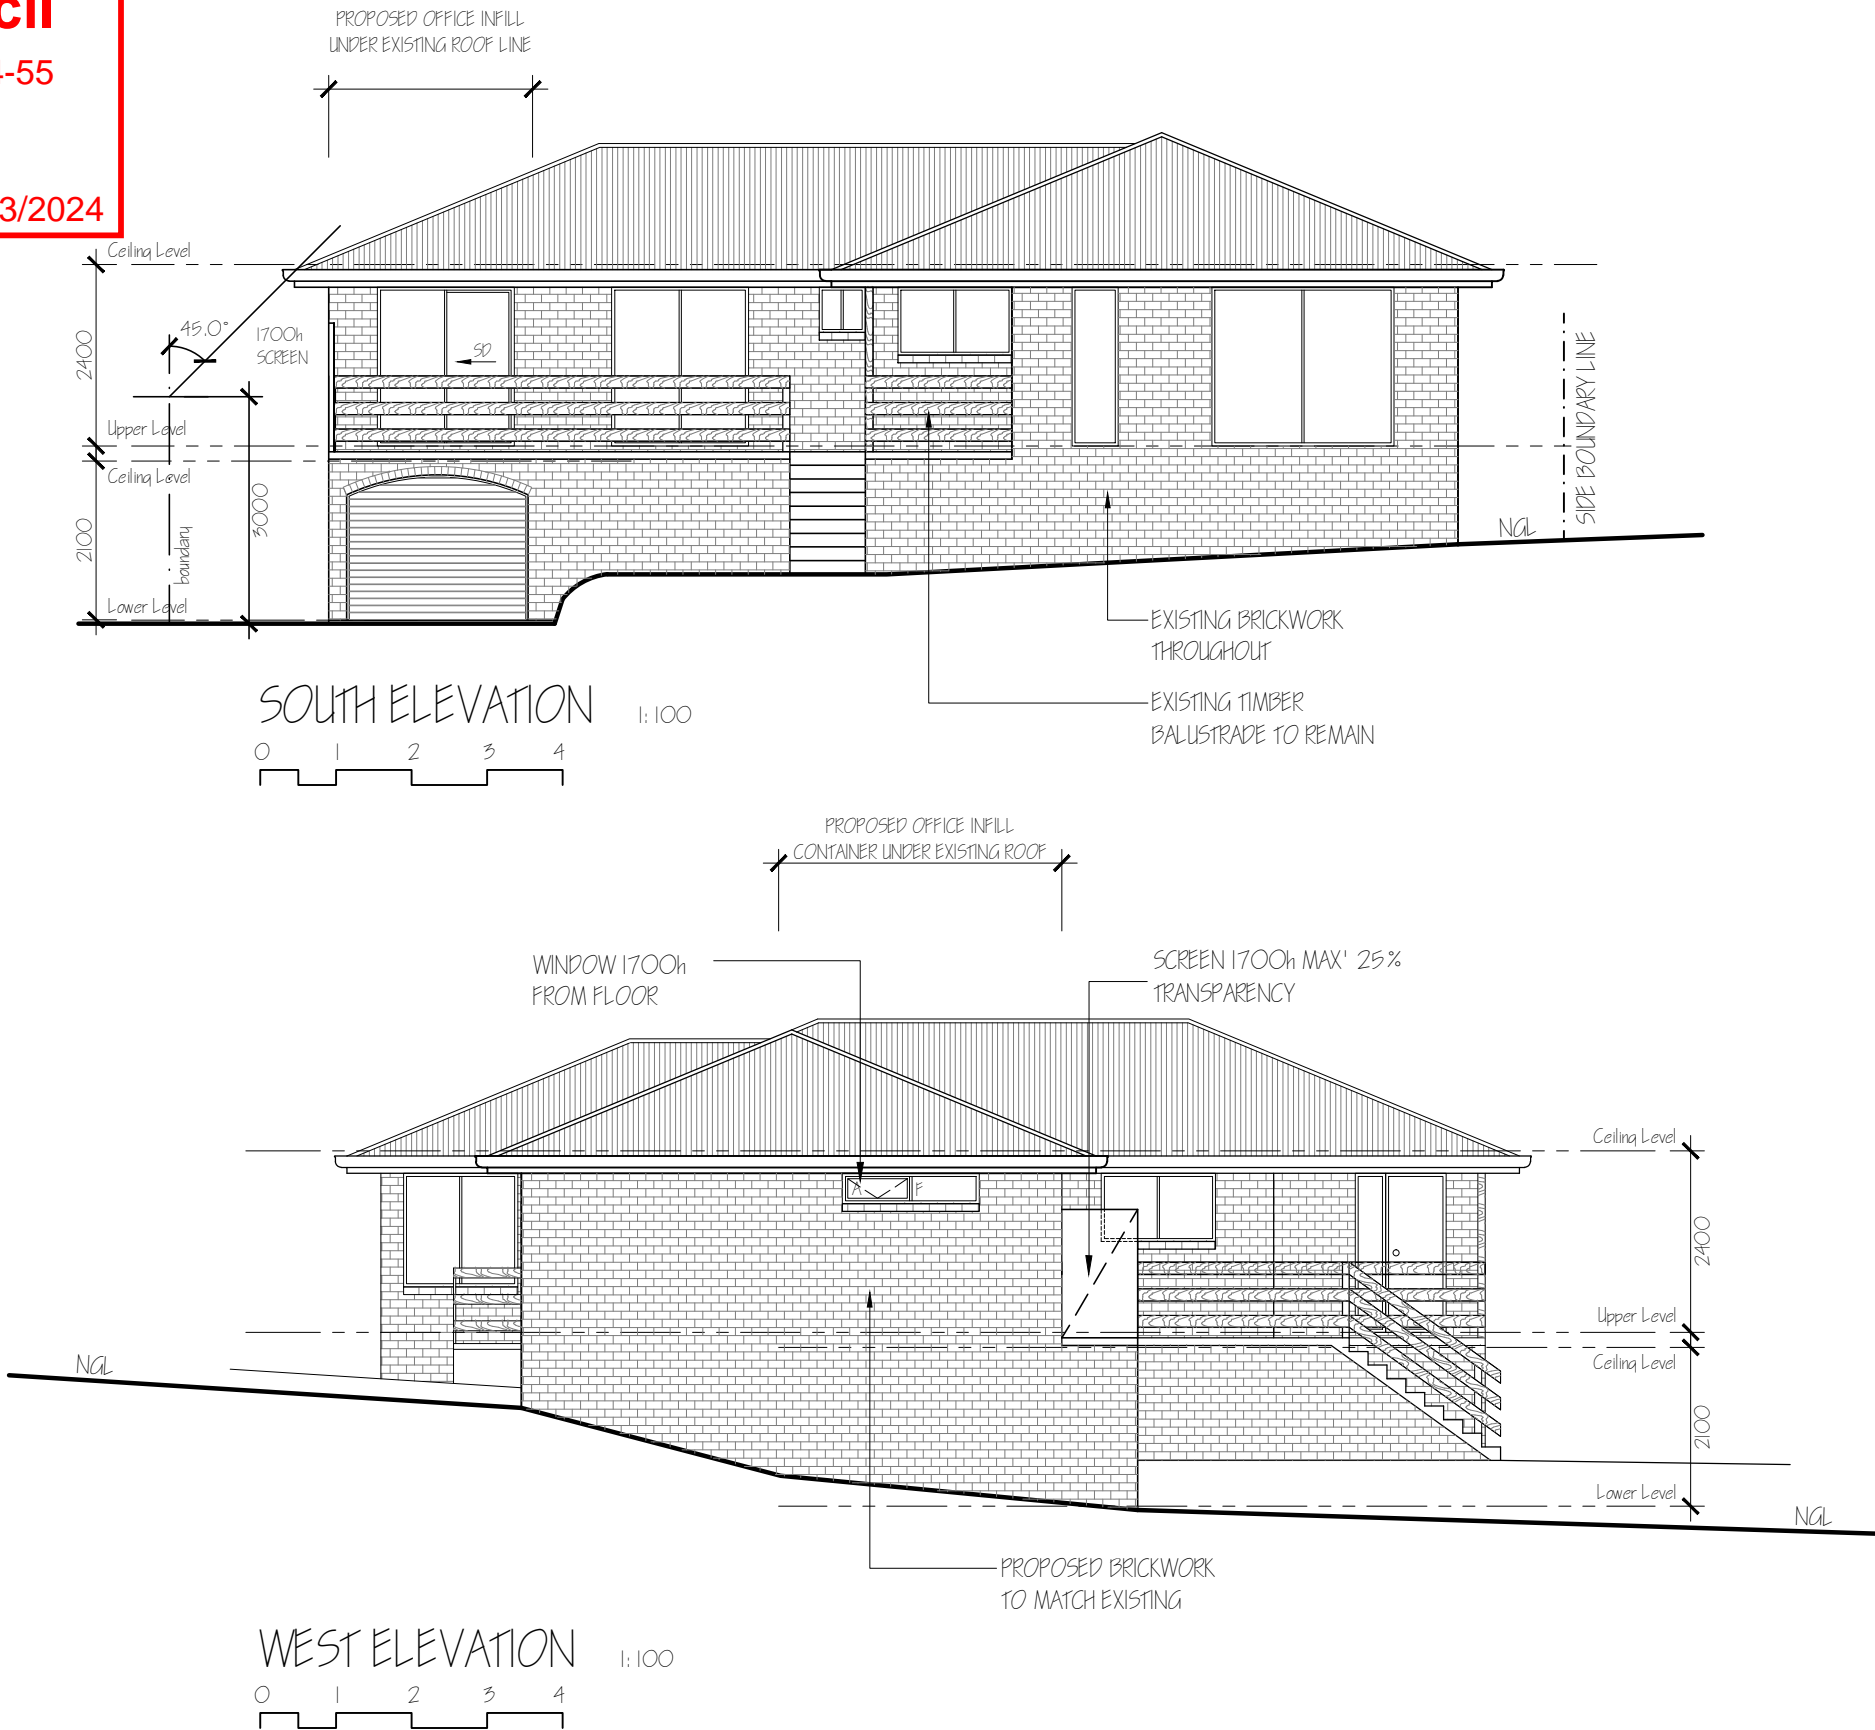 cil
-55
3/2024
PROPOSED OFFICE INFILL
UNDER EXISTING ROOF LINE
Ceiling Level
2400
45.0°
1700h
SCREEN
SD
Upper Level
Ceiling Level
2100
boundary
3000
Lower Level
SIDE BOUNDARY LINE
NGL
EXISTING BRICKWORK
THROUGHOUT
EXISTING TIMBER
BALUSTRADE TO REMAIN
SOUTH ELEVATION 1:100
0 1 2 3 4
PROPOSED OFFICE INFILL
CONTAINER UNDER EXISTING ROOF
WINDOW 1700h
FROM FLOOR
SCREEN 1700h MAX' 25%
TRANSPARENCY
Ceiling Level
A F
2400
Upper Level
Ceiling Level
NGL
2100
Lower Level
NGL
PROPOSED BRICKWORK
TO MATCH EXISTING
WEST ELEVATION 1:100
0 1 2 3 4